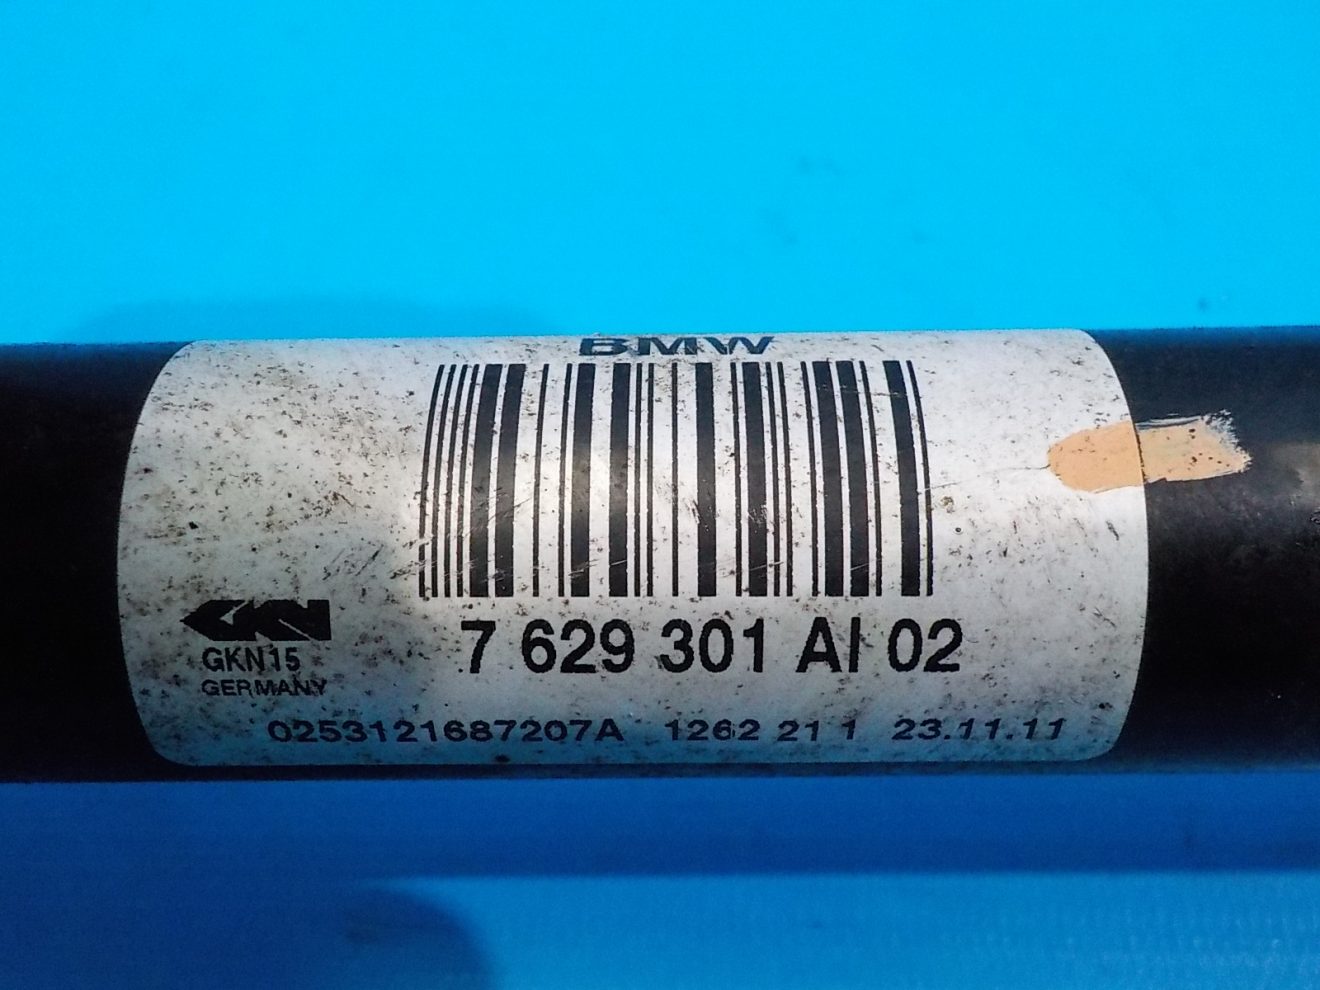 BMW
7 629 301 AI 02
GKN
GKN15
GERMANY
0253121687207A 1262 21 1 23.11.11